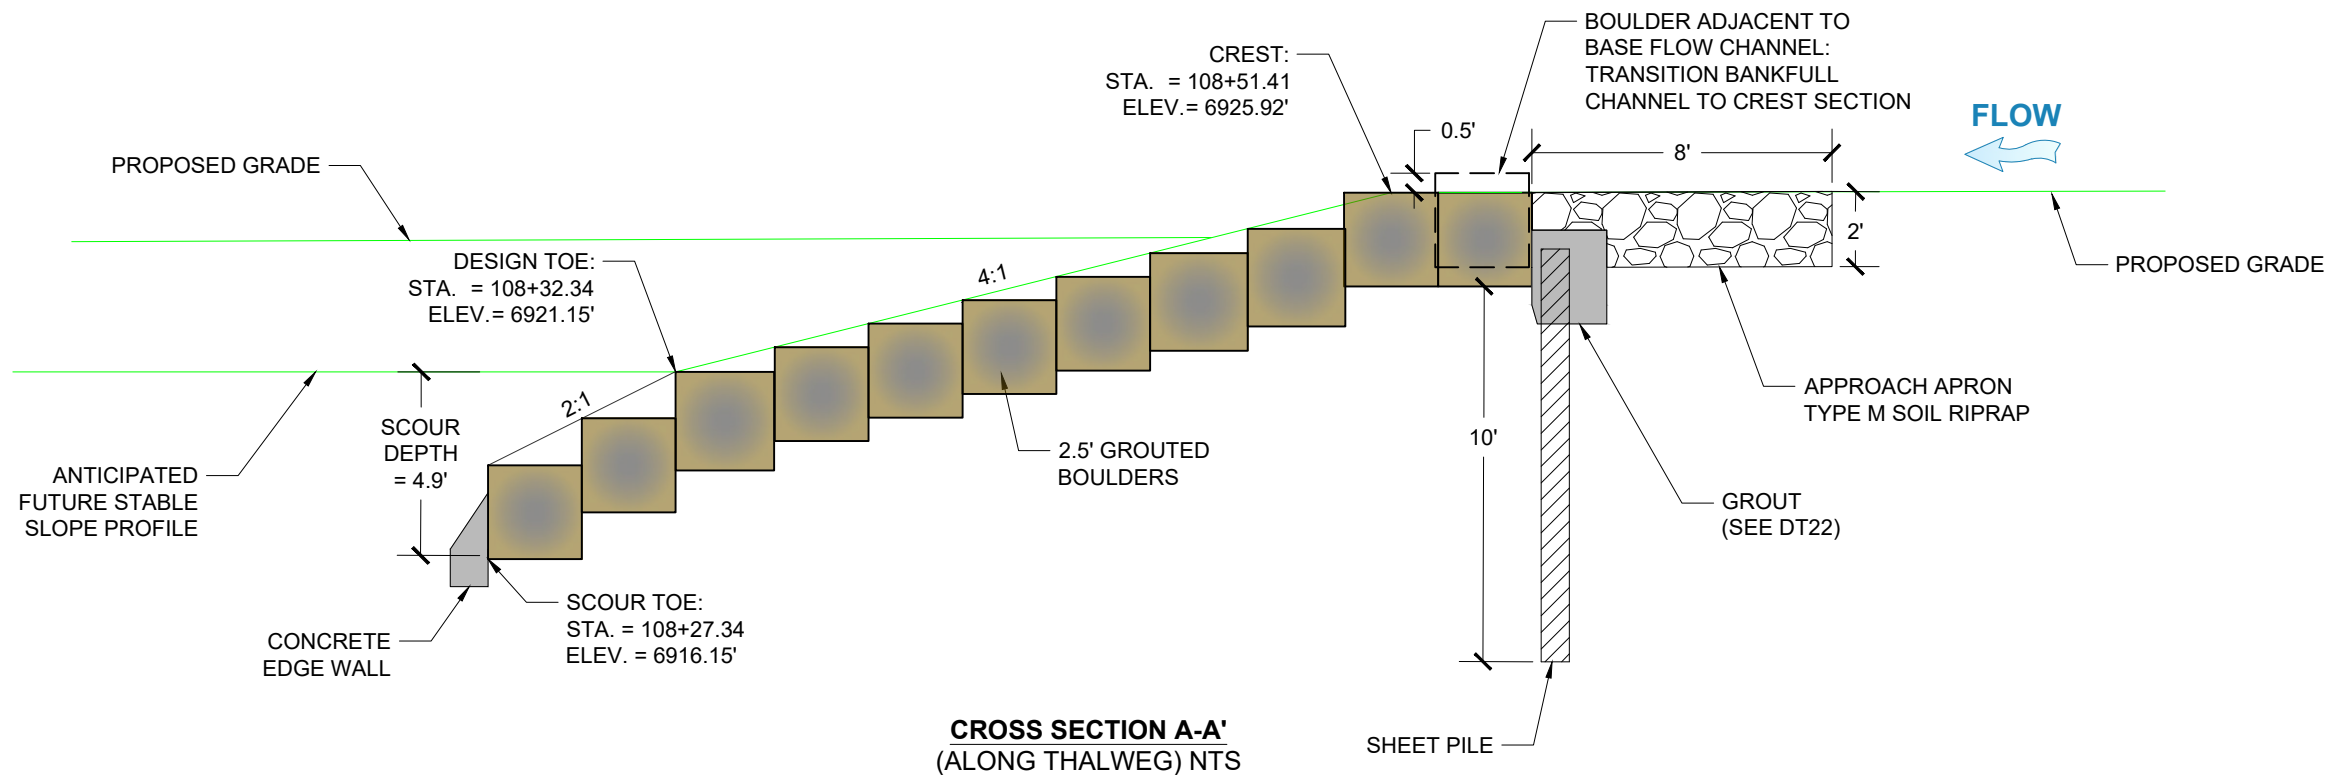 BOULDER ADJACENT TO
BASE FLOW CHANNEL:
TRANSITION BANKFULL
CHANNEL TO CREST SECTION
CREST:
STA. = 108+51.41
ELEV.= 6925.92'
FLOW
0.5'
8'
PROPOSED GRADE
2'
DESIGN TOE:
STA. = 108+32.34
ELEV.= 6921.15'
4:1
PROPOSED GRADE
2:1
APPROACH APRON
TYPE M SOIL RIPRAP
SCOUR
DEPTH
= 4.9'
10'
2.5' GROUTED
BOULDERS
ANTICIPATED
FUTURE STABLE
SLOPE PROFILE
GROUT
(SEE DT22)
SCOUR TOE:
STA. = 108+27.34
ELEV. = 6916.15'
CONCRETE
EDGE WALL
SHEET PILE
CROSS SECTION A-A'
(ALONG THALWEG) NTS